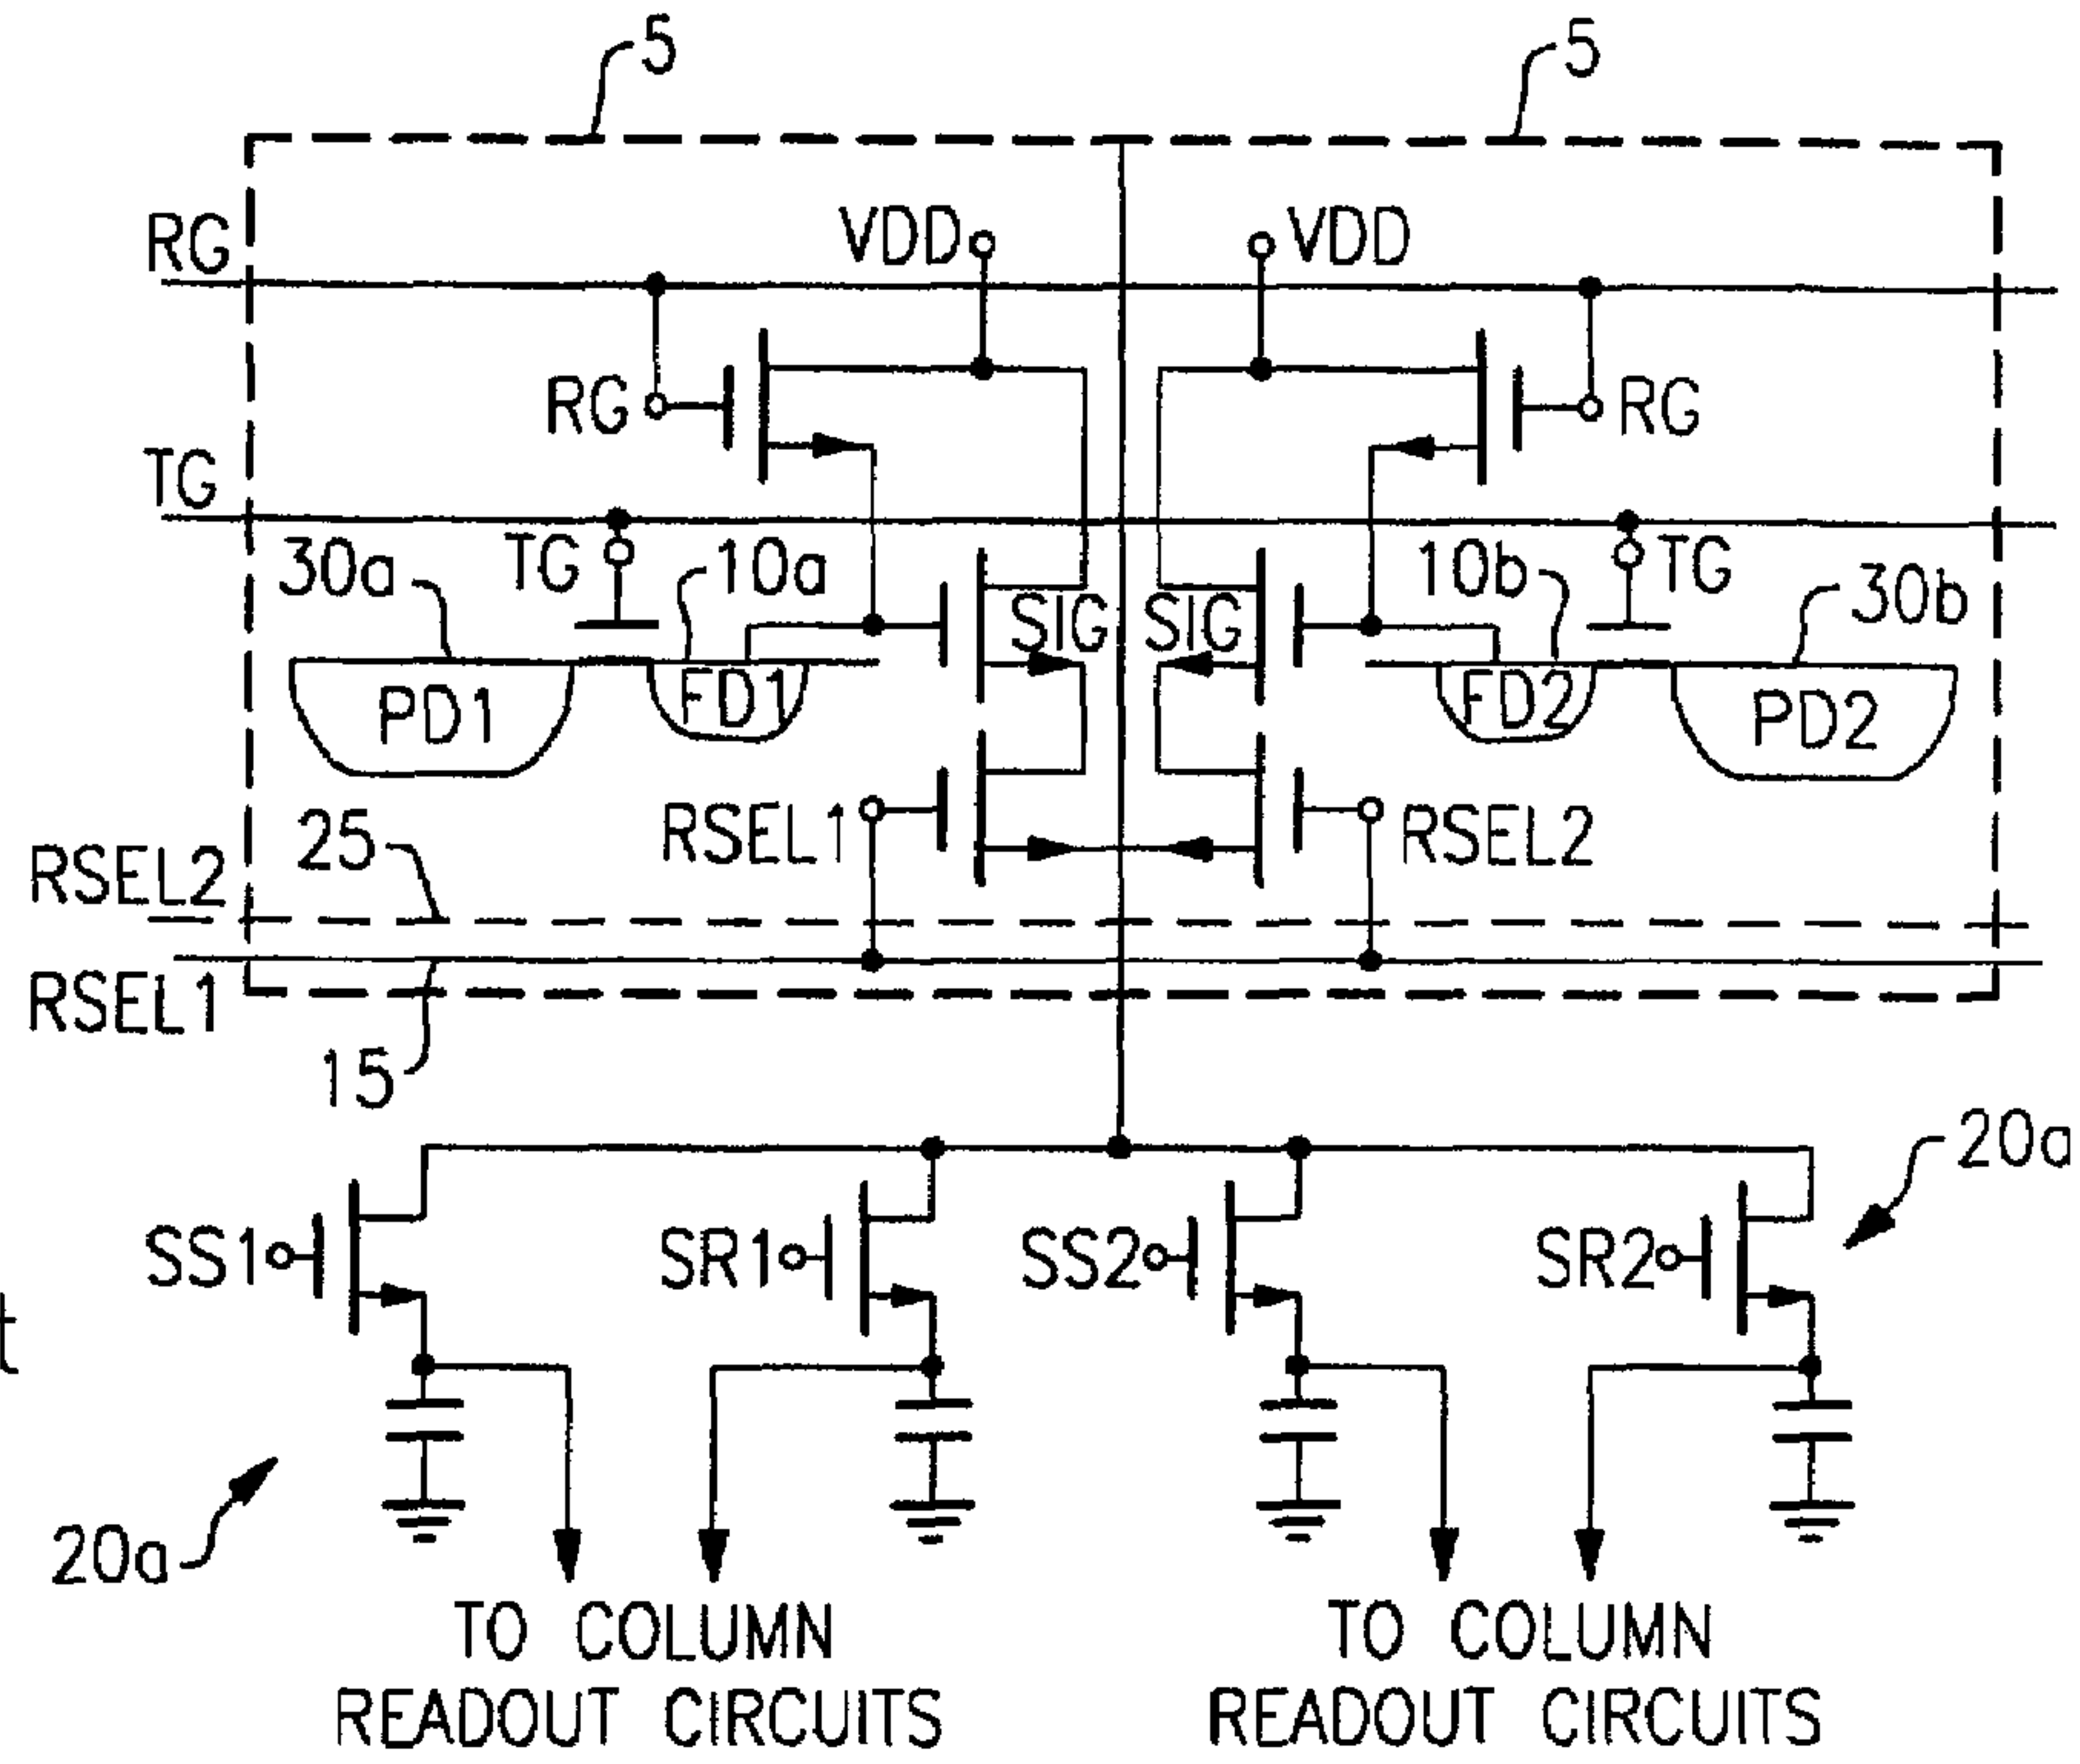 5
5
RG
VDD
VDD
RG
RG
TG
30a
TG
10a
10b
TG
30b
SIG
SIG
PD1
FD1
FD2
PD2
RSEL1
RSEL2
25
RSEL2
RSEL1
15
20a
SS1
SR1
SS2
SR2
t
20a
TO COLUMN
READOUT CIRCUITS
TO COLUMN
READOUT CIRCUITS